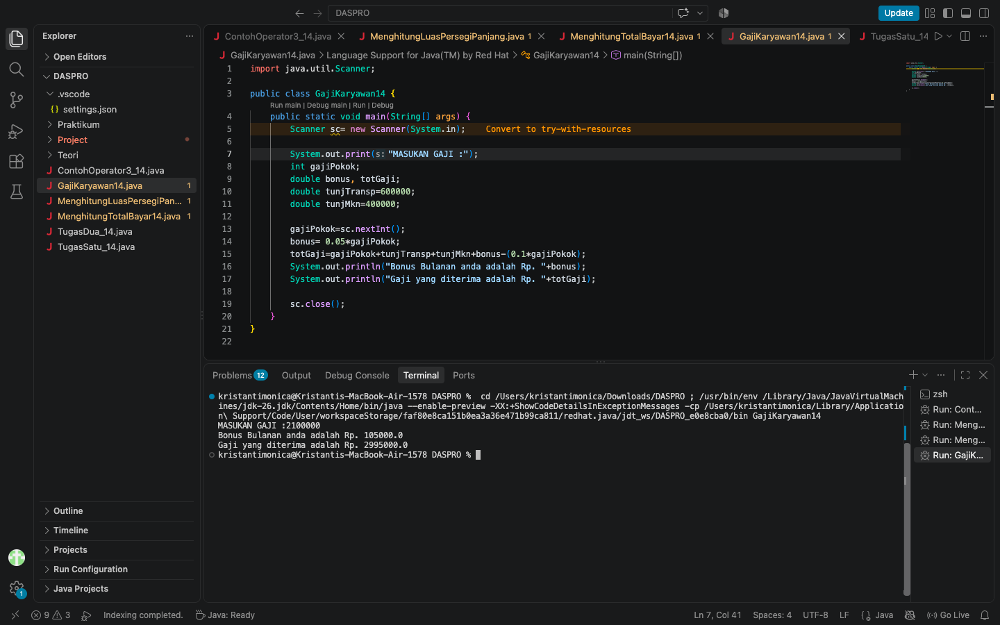 DASPRO
Update
Explorer
Open Editors
DASPRO
.vscode
{} settings.json
Praktikum
Project
Teori
ContohOperator3_14.java
GajiKaryawan14.java 1
MenghitungLuasPersegiPan... 1
MenghitungTotalBayar14.java 1
TugasDua_14.java
TugasSatu_14.java
Outline
Timeline
Projects
Run Configuration
Java Projects
1
ContohOperator3_14.java
MenghitungLuasPersegiPanjang.java 1
MenghitungTotalBayar14.java 1
GajiKaryawan14.java 1
TugasSatu_14
GajiKaryawan14.java > Language Support for Java(TM) by Red Hat > GajiKaryawan14 > main(String[])
1 import java.util.Scanner;
2
3 public class GajiKaryawan14 {
Run main | Debug main | Run | Debug
4 public static void main(String[] args) {
5 Scanner sc= new Scanner(System.in); Convert to try-with-resources
6
7 System.out.print(s: "MASUKAN GAJI :");
8 int gajiPokok;
9 double bonus, totGaji;
10 double tunjTransp=600000;
11 double tunjMkn=400000;
12
13 gajiPokok=sc.nextInt();
14 bonus= 0.05*gajiPokok;
15 totGaji=gajiPokok+tunjTransp+tunjMkn+bonus-(0.1*gajiPokok);
16 System.out.println("Bonus Bulanan anda adalah Rp. "+bonus);
17 System.out.println("Gaji yang diterima adalah Rp. "+totGaji);
18
19 sc.close();
20 }
21 }
22
Problems 12 Output Debug Console Terminal Ports
kristantimonica@Kristantis-MacBook-Air-1578 DASPRO % cd /Users/kristantimonica/Downloads/DASPRO ; /usr/bin/env /Library/Java/JavaVirtualMach
ines/jdk-26.jdk/Contents/Home/bin/java --enable-preview -XX:+ShowCodeDetailsInExceptionMessages -cp /Users/kristantimonica/Library/Applicatio
n\ Support/Code/User/workspaceStorage/faf80e8ca151b0ea3a36e471b99ca811/redhat.java/jdt_ws/DASPRO_e0e8cba0/bin GajiKaryawan14
MASUKAN GAJI :2100000
Bonus Bulanan anda adalah Rp. 105000.0
Gaji yang diterima adalah Rp. 2995000.0
kristantimonica@Kristantis-MacBook-Air-1578 DASPRO %
zsh
Run: Cont...
Run: Meng...
Run: Meng...
Run: GajiK...
9 3 Indexing completed. Java: Ready
Ln 7, Col 41 Spaces: 4 UTF-8 LF {} Java Go Live